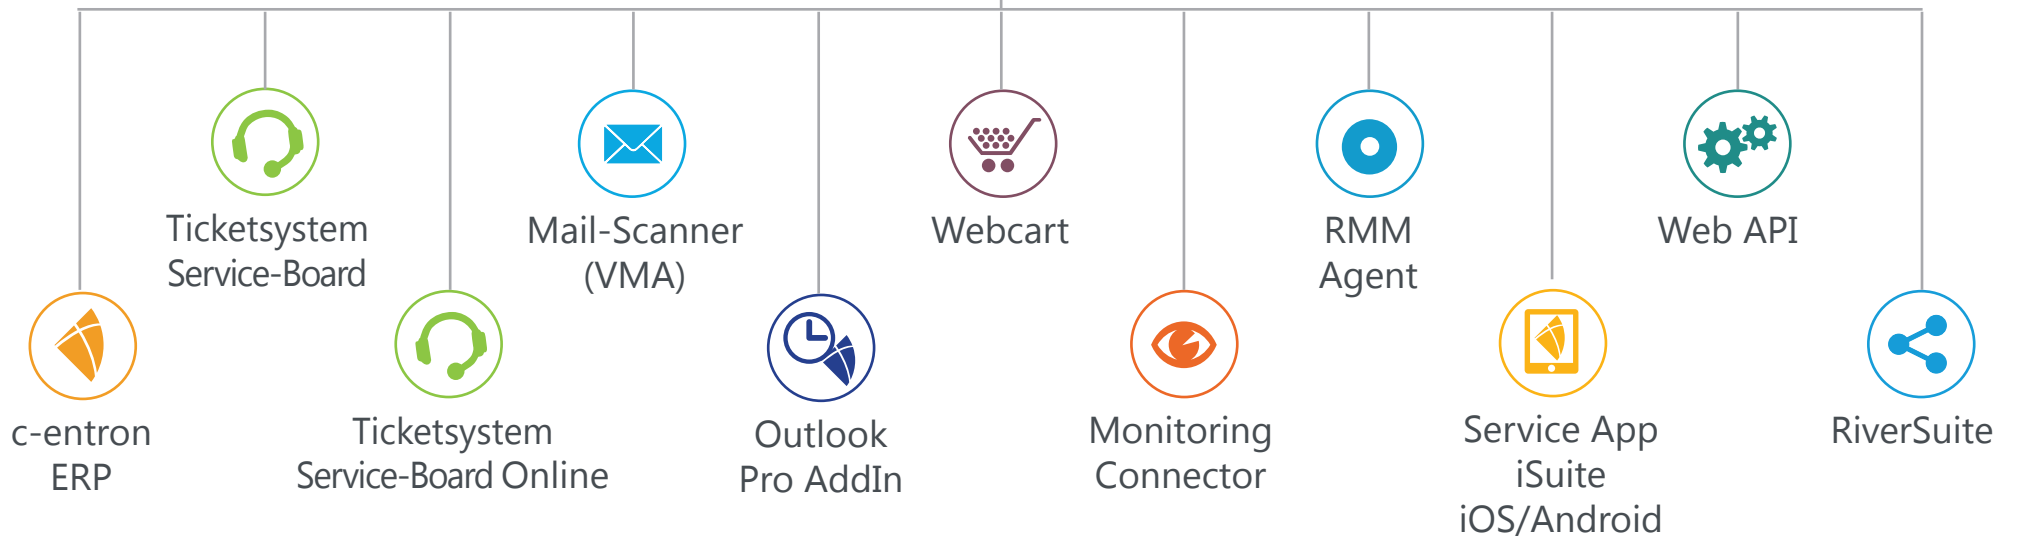 Ticketsystem
Service-Board
Mail-Scanner
(VMA)
Webcart
RMM
Agent
Web API
c-entron
ERP
Ticketsystem
Service-Board Online
Outlook
Pro AddIn
Monitoring
Connector
Service App
iSuite
iOS/Android
RiverSuite